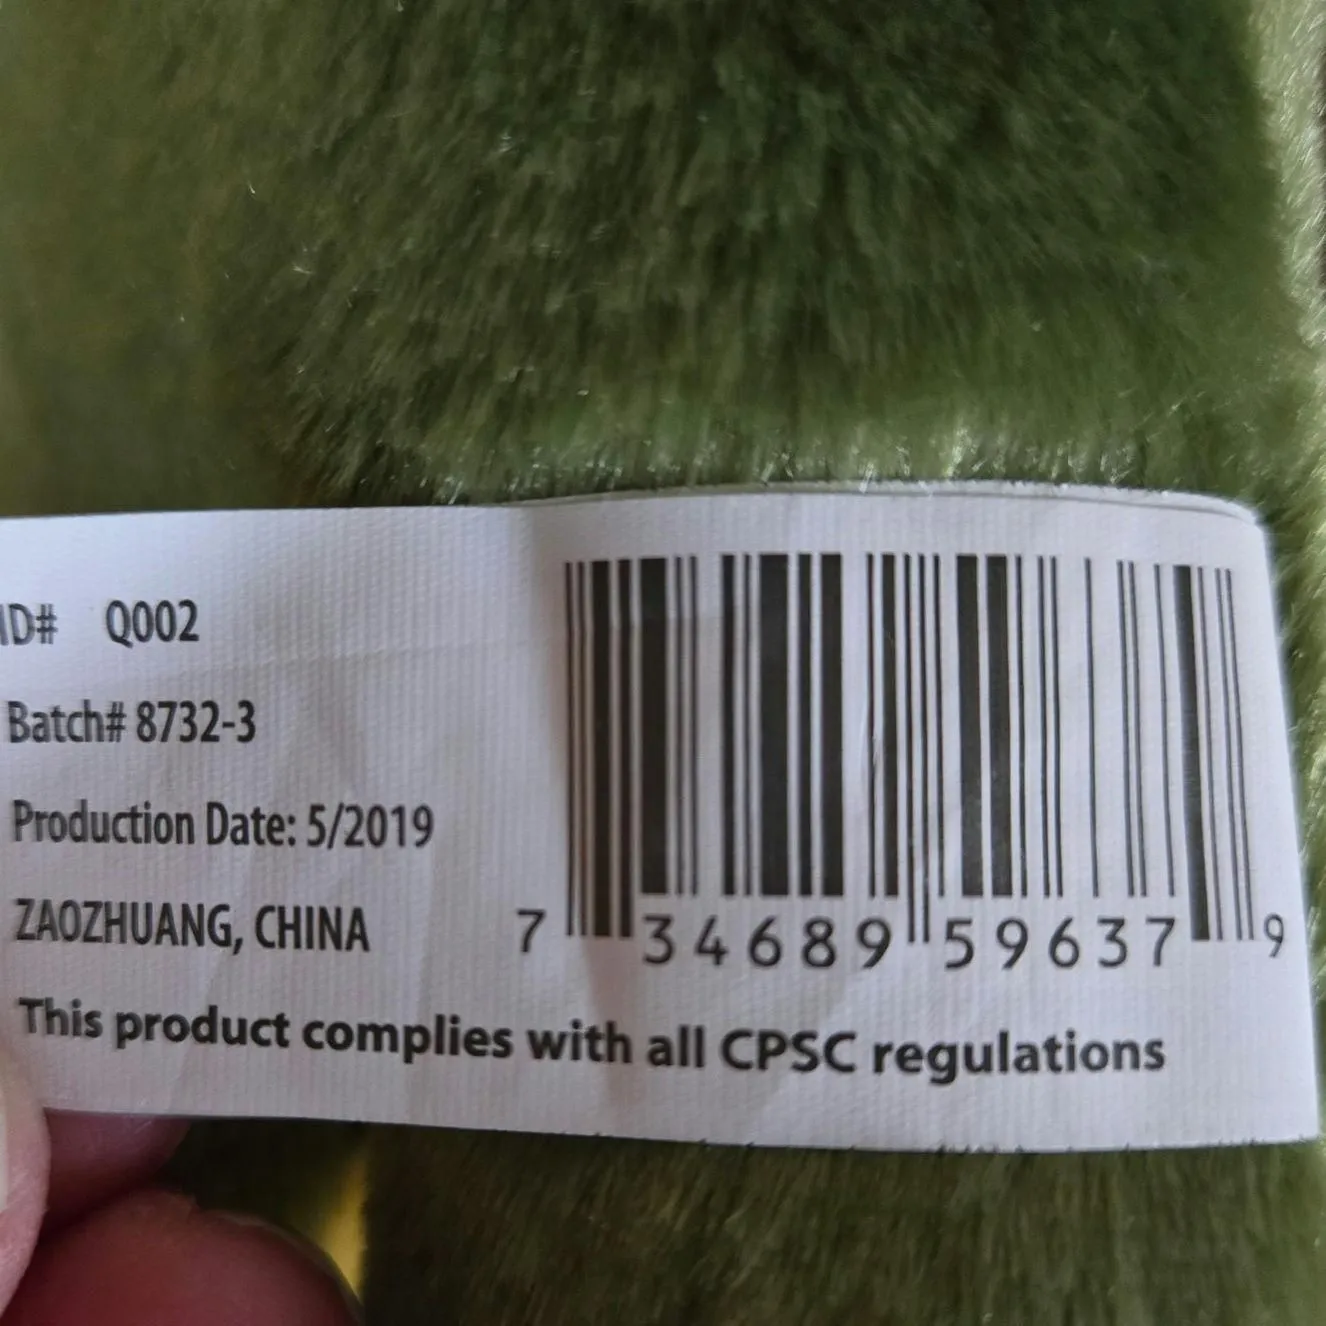 ID# Q002
Batch# 8732-3
Production Date: 5/2019
ZAOZHUANG, CHINA
7 34689 59637 9
This product complies with all CPSC regulations